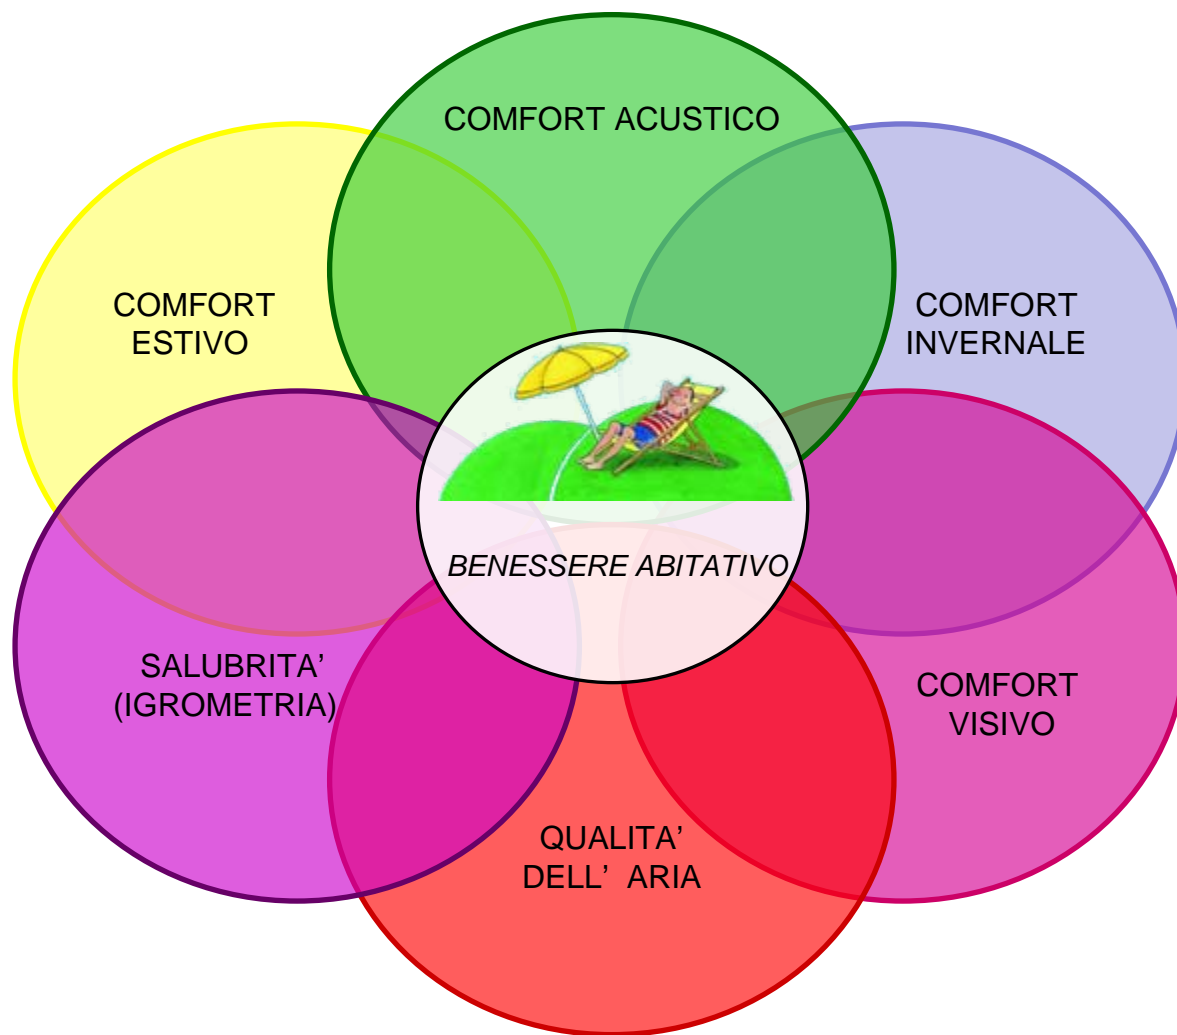 COMFORT ACUSTICO
COMFORT
ESTIVO
COMFORT
INVERNALE
BENESSERE ABITATIVO
SALUBRITA’
(IGROMETRIA)
COMFORT
VISIVO
QUALITA’
DELL’ ARIA